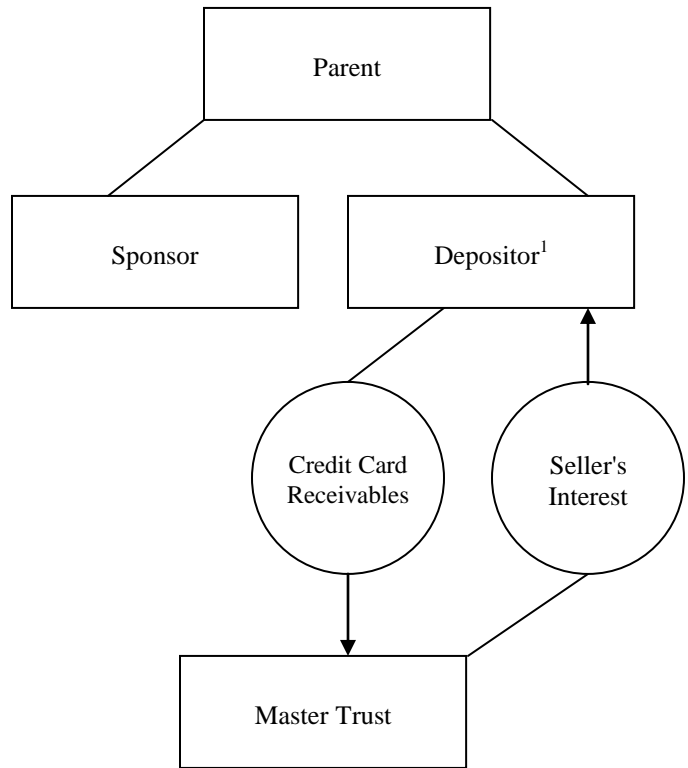 Parent
Sponsor
Depositor¹
Credit Card
Receivables
Seller's
Interest
Master Trust